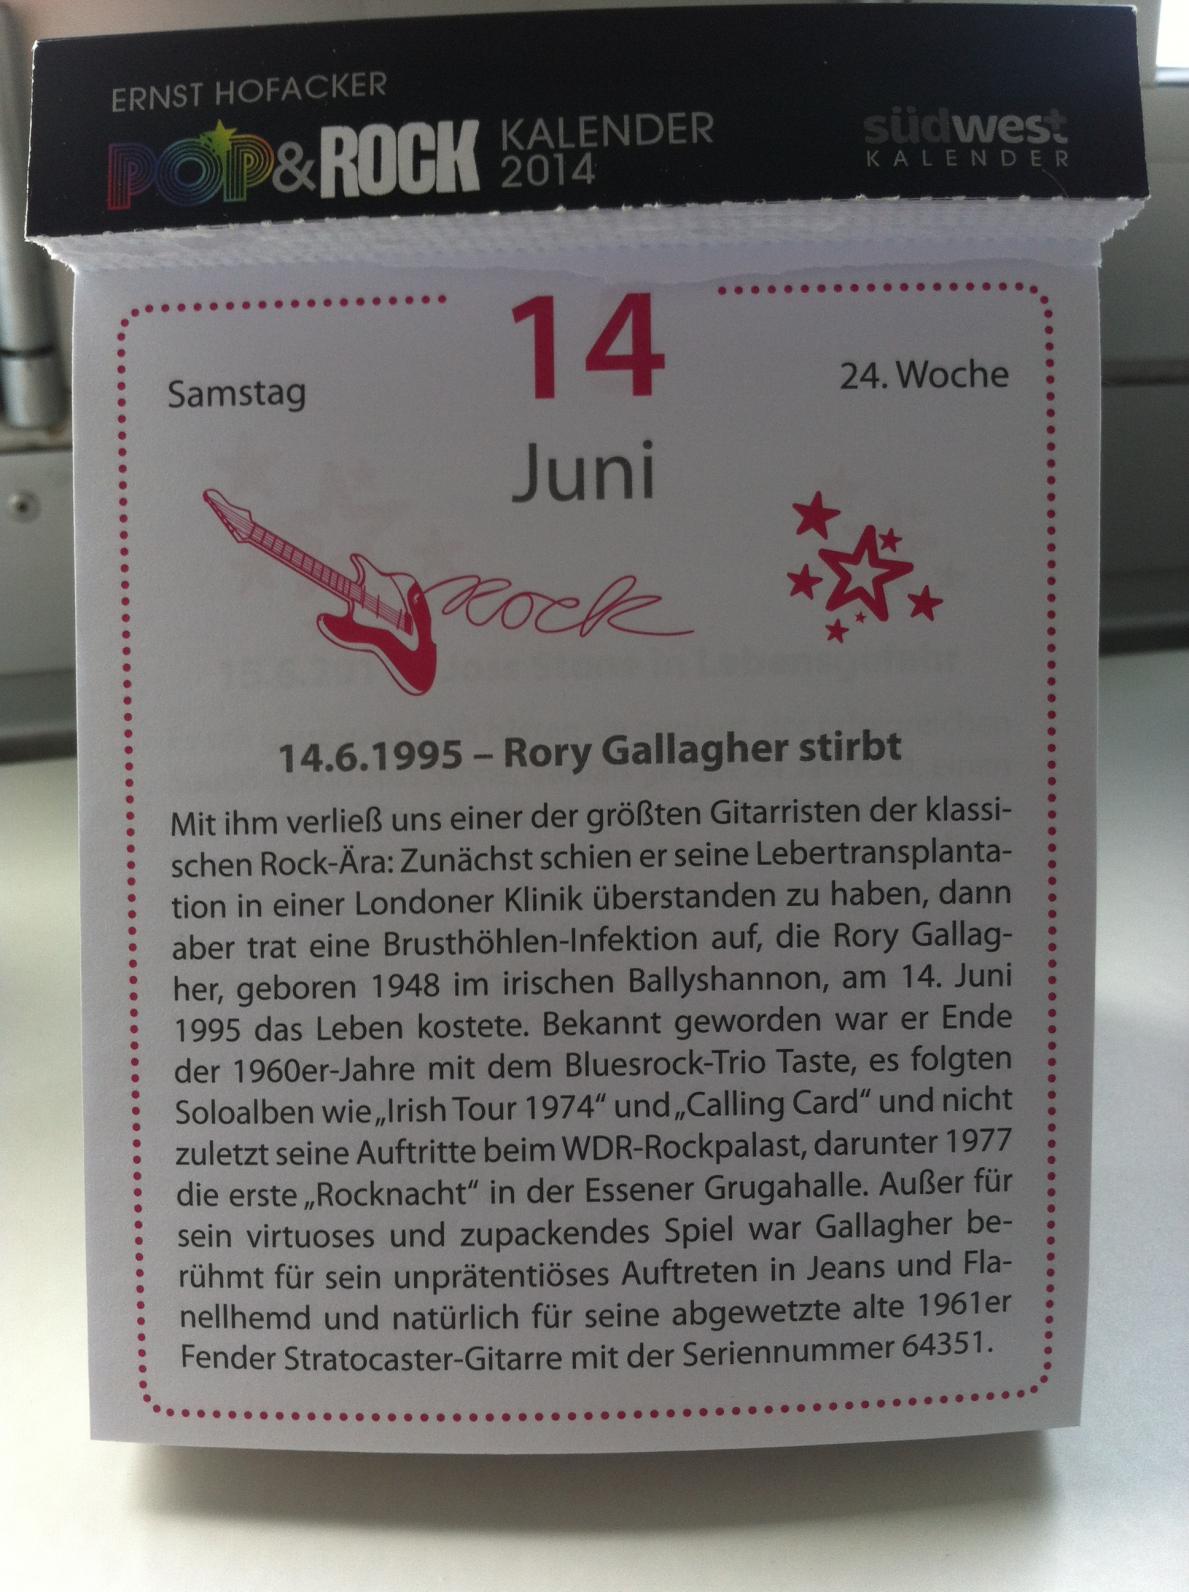 ERNST HOFACKER
POP&ROCK KALENDER 2014
südwest
KALENDER
14
Samstag
24. Woche
Juni
Rock
14.6.1995 – Rory Gallagher stirbt
Mit ihm verließ uns einer der größten Gitarristen der klassi-
schen Rock-Ära: Zunächst schien er seine Lebertransplanta-
tion in einer Londoner Klinik überstanden zu haben, dann
aber trat eine Brusthöhlen-Infektion auf, die Rory Gallag-
her, geboren 1948 im irischen Ballyshannon, am 14. Juni
1995 das Leben kostete. Bekannt geworden war er Ende
der 1960er-Jahre mit dem Bluesrock-Trio Taste, es folgten
Soloalben wie „Irish Tour 1974“ und „Calling Card“ und nicht
zuletzt seine Auftritte beim WDR-Rockpalast, darunter 1977
die erste „Rocknacht“ in der Essener Grugahalle. Außer für
sein virtuoses und zupackendes Spiel war Gallagher be-
rühmt für sein unprätentiöses Auftreten in Jeans und Fla-
nellhemd und natürlich für seine abgewetzte alte 1961er
Fender Stratocaster-Gitarre mit der Seriennummer 64351.